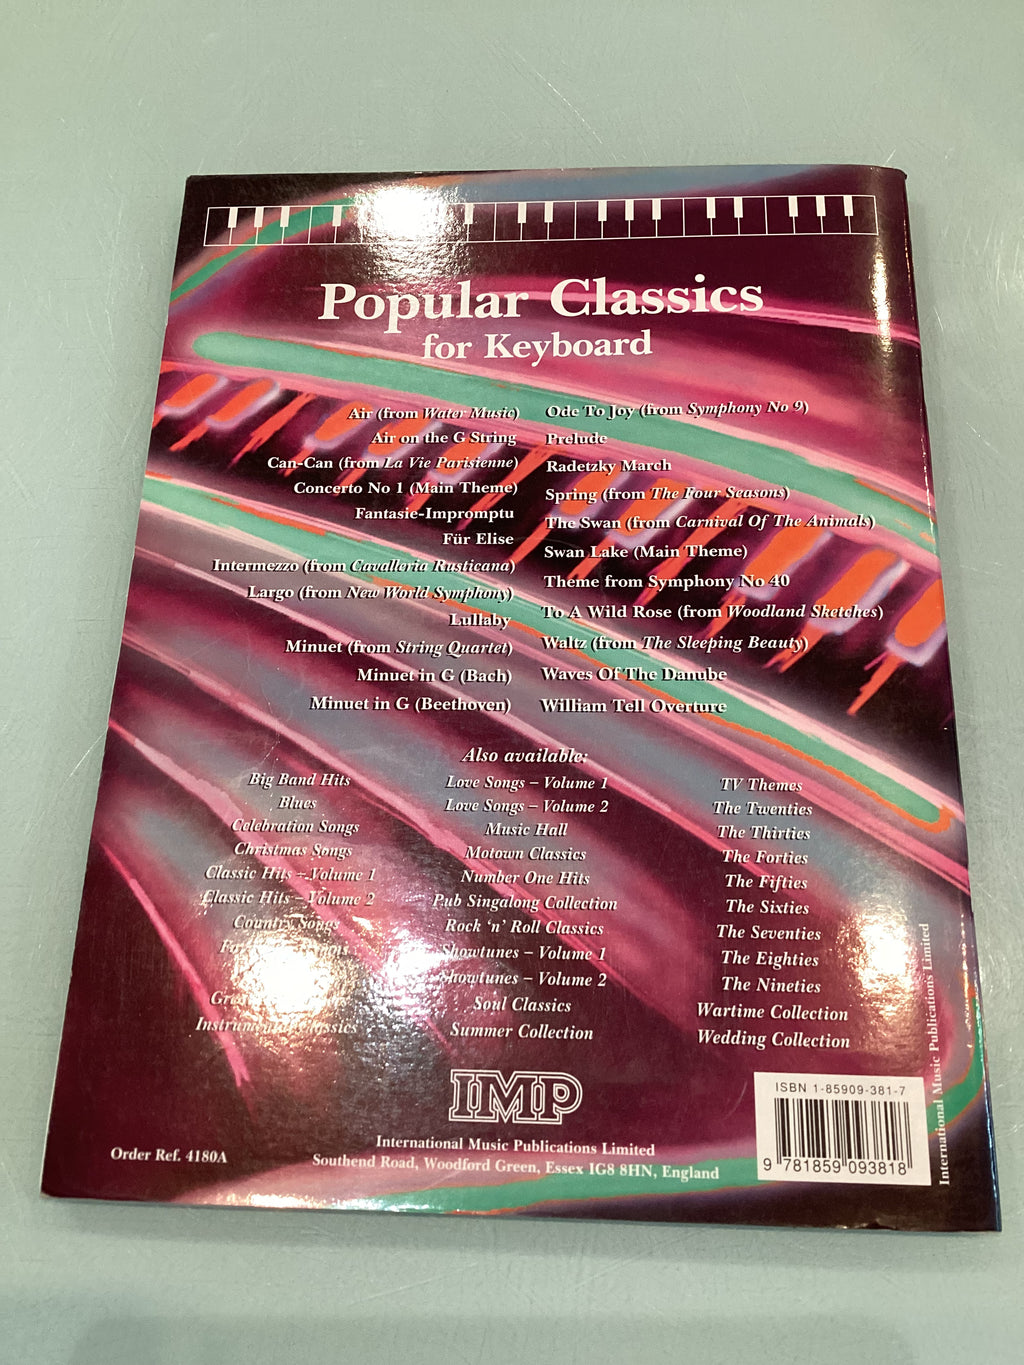 Popular Classics
for Keyboard
Air (from Water Music)
Air on the G String
Can-Can (from La Vie Parisienne)
Concerto No 1 (Main Theme)
Fantasie-Impromptu
Für Elise
Intermezzo (from Cavalleria Rusticana)
Largo (from New World Symphony)
Lullaby
Minuet (from String Quartet)
Minuet in G (Bach)
Minuet in G (Beethoven)
Ode To Joy (from Symphony No 9)
Prelude
Radetzky March
Spring (from The Four Seasons)
The Swan (from Carnival Of The Animals)
Swan Lake (Main Theme)
Theme from Symphony No 40
To A Wild Rose (from Woodland Sketches)
Waltz (from The Sleeping Beauty)
Waves Of The Danube
William Tell Overture
Also available:
Big Band Hits
Blues
Celebration Songs
Christmas Songs
Classic Hits – Volume 1
Classic Hits – Volume 2
Country Songs
Instrumental Classics
Love Songs – Volume 1
Love Songs – Volume 2
Music Hall
Motown Classics
Number One Hits
Pub Singalong Collection
Rock 'n' Roll Classics
Showtunes – Volume 1
Showtunes – Volume 2
Soul Classics
Summer Collection
TV Themes
The Twenties
The Thirties
The Forties
The Fifties
The Sixties
The Seventies
The Eighties
The Nineties
Wartime Collection
Wedding Collection
IMP
International Music Publications Limited
Southend Road, Woodford Green, Essex IG8 8HN, England
Order Ref. 4180A
ISBN 1-85909-381-7
9 781859 093818
International Music Publications Limited